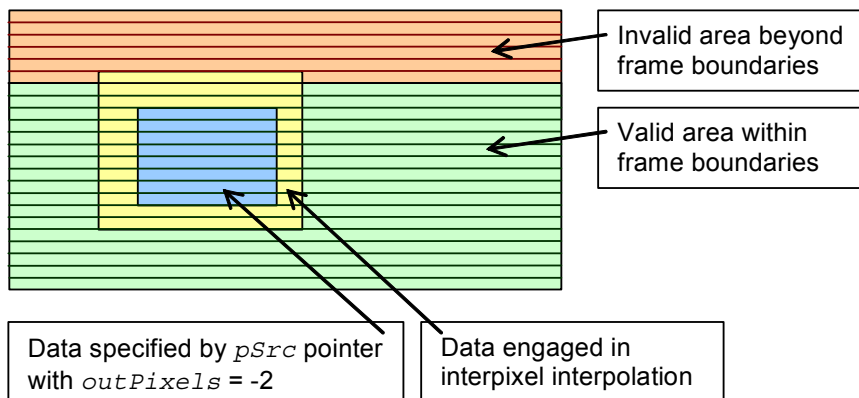 Invalid area beyond
frame boundaries
Valid area within
frame boundaries
Data specified by pSrc pointer
with outPixels = -2
Data engaged in
interpixel interpolation